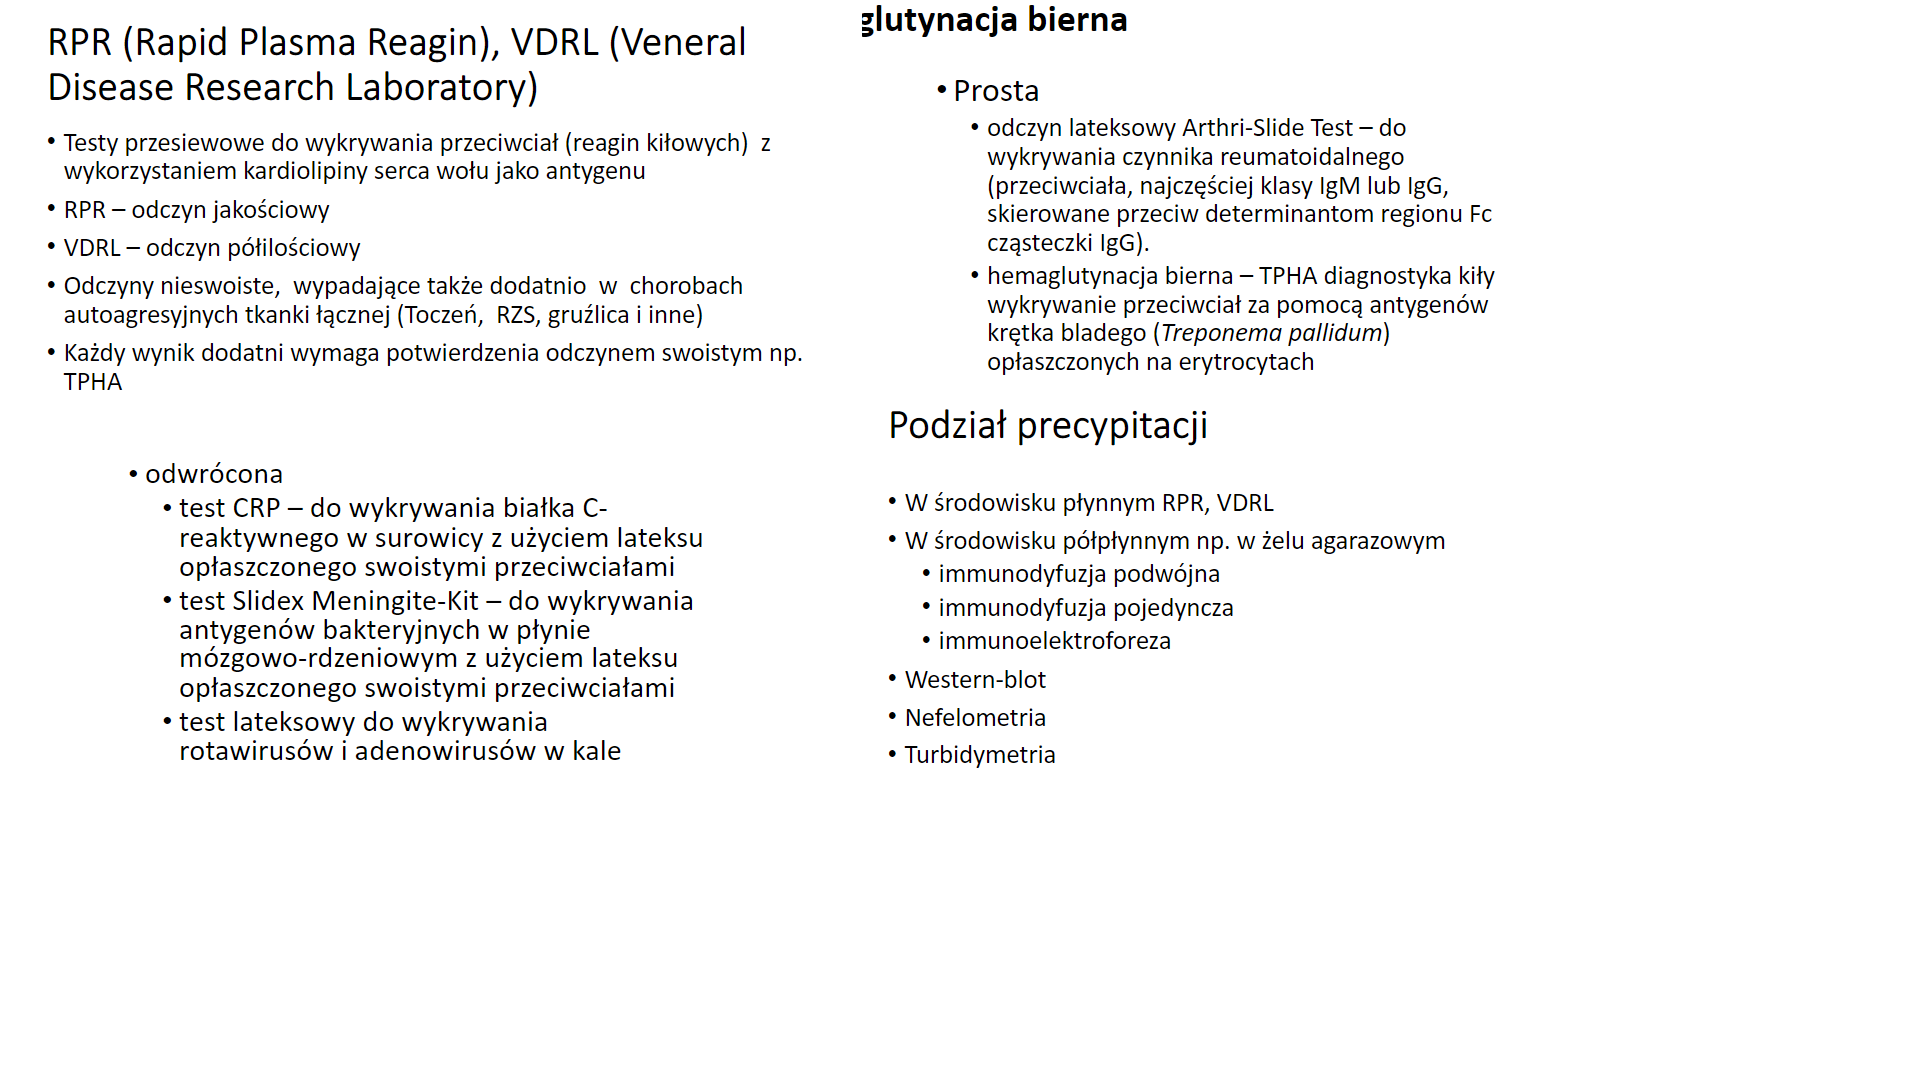 RPR (Rapid Plasma Reagin), VDRL (Veneral
Disease Research Laboratory)
• Testy przesiewowe do wykrywania przeciwciał (reagin kiłowych) z
wykorzystaniem kardiolipiny serca wołu jako antygenu
• RPR – odczyn jakościowy
• VDRL – odczyn półilościowy
• Odczyny nieswoiste, wypadające także dodatnio w chorobach
autoagresyjnych tkanki łącznej (Toczeń, RZS, gruźlica i inne)
• Każdy wynik dodatni wymaga potwierdzenia odczynem swoistym np.
TPHA
• odwrócona
• test CRP – do wykrywania białka C-
reaktywnego w surowicy z użyciem lateksu
opłaszczonego swoistymi przeciwciałami
• test Slidex Meningite-Kit – do wykrywania
antygenów bakteryjnych w płynie
mózgowo-rdzeniowym z użyciem lateksu
opłaszczonego swoistymi przeciwciałami
• test lateksowy do wykrywania
rotawirusów i adenowirusów w kale
glutynacja bierna
• Prosta
• odczyn lateksowy Arthri-Slide Test – do
wykrywania czynnika reumatoidalnego
(przeciwciała, najczęściej klasy IgM lub IgG,
skierowane przeciw determinantom regionu Fc
cząsteczki IgG).
• hemaglutynacja bierna – TPHA diagnostyka kiły
wykrywanie przeciwciał za pomocą antygenów
krętka bladego (Treponema pallidum)
opłaszczonych na erytrocytach
Podział precypitacji
• W środowisku płynnym RPR, VDRL
• W środowisku półpłynnym np. w żelu agarazowym
• immunodyfuzja podwójna
• immunodyfuzja pojedyncza
• immunoelektroforeza
• Western-blot
• Nefelometria
• Turbidymetria